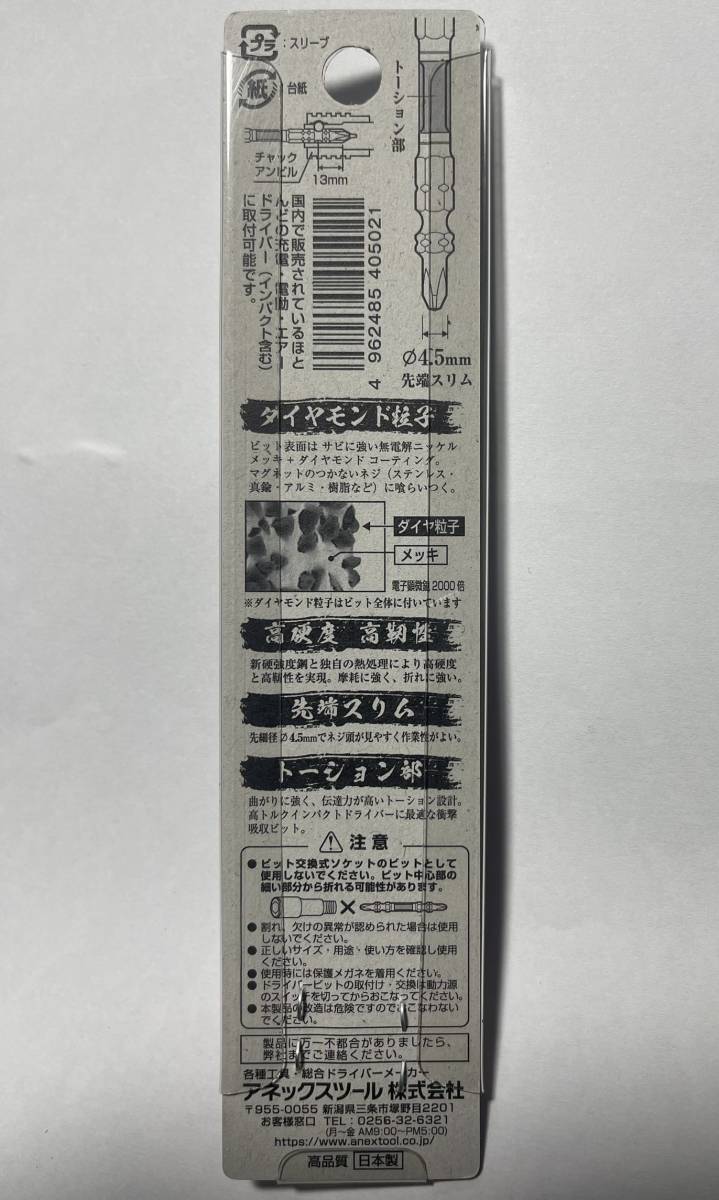 プラ
：スリーブ
紙
台紙
チャック
アンビル
13mm
トーション部
φ4.5mm
先端スリム
国内で販売されているほと
んどの充電・電動・エアー
ドライバー（インパクト含む）
に取付可能です。
4 962485 405021
ダイヤモンド粒子
ビット表面は サビに強い無電解ニッケル
メッキ + ダイヤモンド コーティング。
マグネットのつかないネジ（ステンレス・
真鍮・アルミ・樹脂など）に喰らいつく。
ダイヤ粒子
メッキ
電子顕微鏡 2000 倍
※ダイヤモンド粒子はビット全体に付いています
高硬度 高靭性
新硬強度鋼と独自の熱処理により高硬度
と高靭性を実現。摩耗に強く、折れに強い。
先端スリム
先細径φ4.5mmでネジ頭が見やすく作業性がよい。
トーション部
曲がりに強く、伝達力が高いトーション設計。
高トルクインパクトドライバーに最適な衝撃
吸収ビット。
注意
● ビット交換式ソケットのビットとして
使用しないでください。ビット中心部の
細い部分から折れる可能性があります。
● 割れ、欠けの異常が認められた場合は使用
しないでください。
● 正しいサイズ・用途・使い方を確認し使用
ください。
● 使用時には保護メガネを着用ください。
● ドライバービットの取付け・交換は動力源
のスイッチを切ってからおこなってください。
● 本製品の改造は危険ですのでおこなわない
でください。
製品に万一不都合がありましたら、
弊社までご連絡ください。
各種工具・総合ドライバーメーカー
アネックスツール 株式会社
〒955-0055 新潟県三条市塚野目2201
お客様窓口 TEL：0256-32-6321
(月〜金 AM9:00〜PM5:00)
https://www.anextool.co.jp/
高品質 日本製